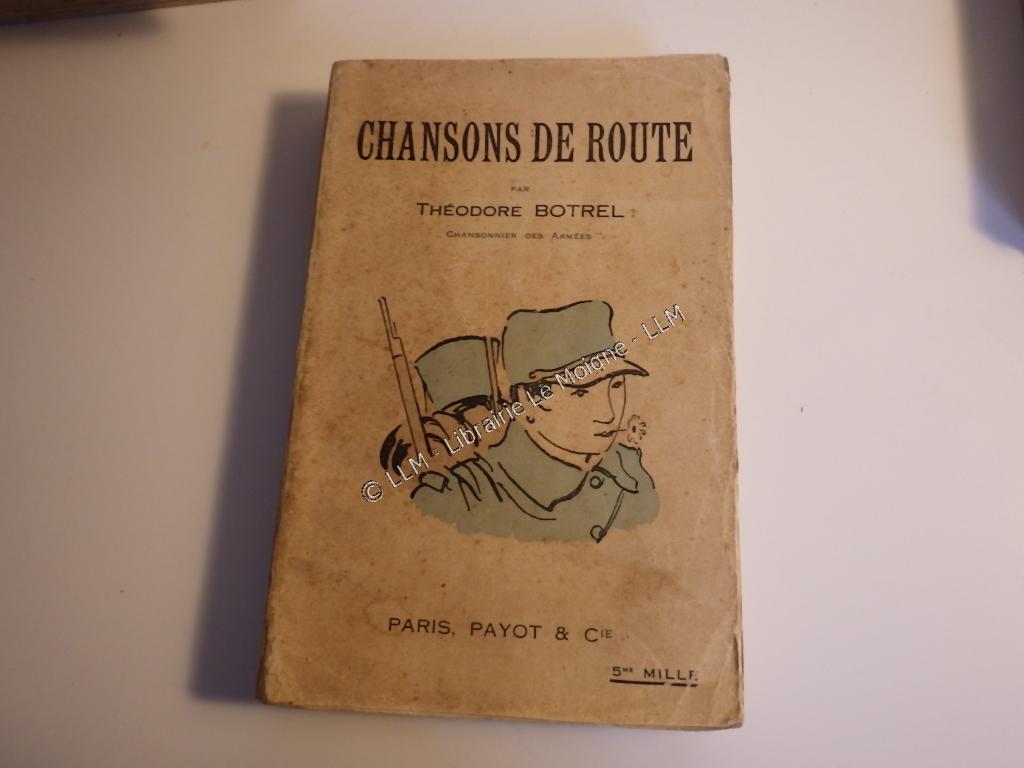 CHANSONS DE ROUTE
PAR
THÉODORE BOTREL
CHANSONNIER DES ARMÉES
© LLM - Librairie Le Moigne - LLM
PARIS, PAYOT & CIE
5ME MILLE